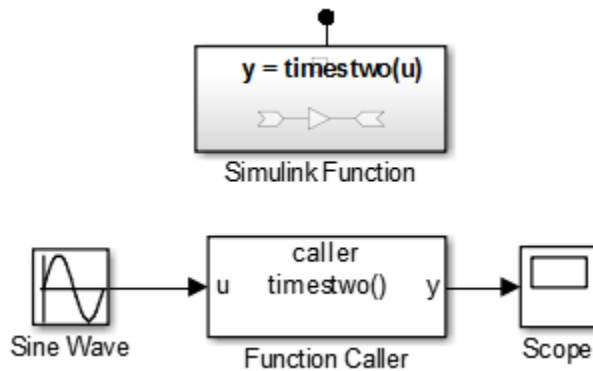 y = timestwo(u)
Simulink Function
caller
u timestwo() y
Sine Wave
Function Caller
Scope